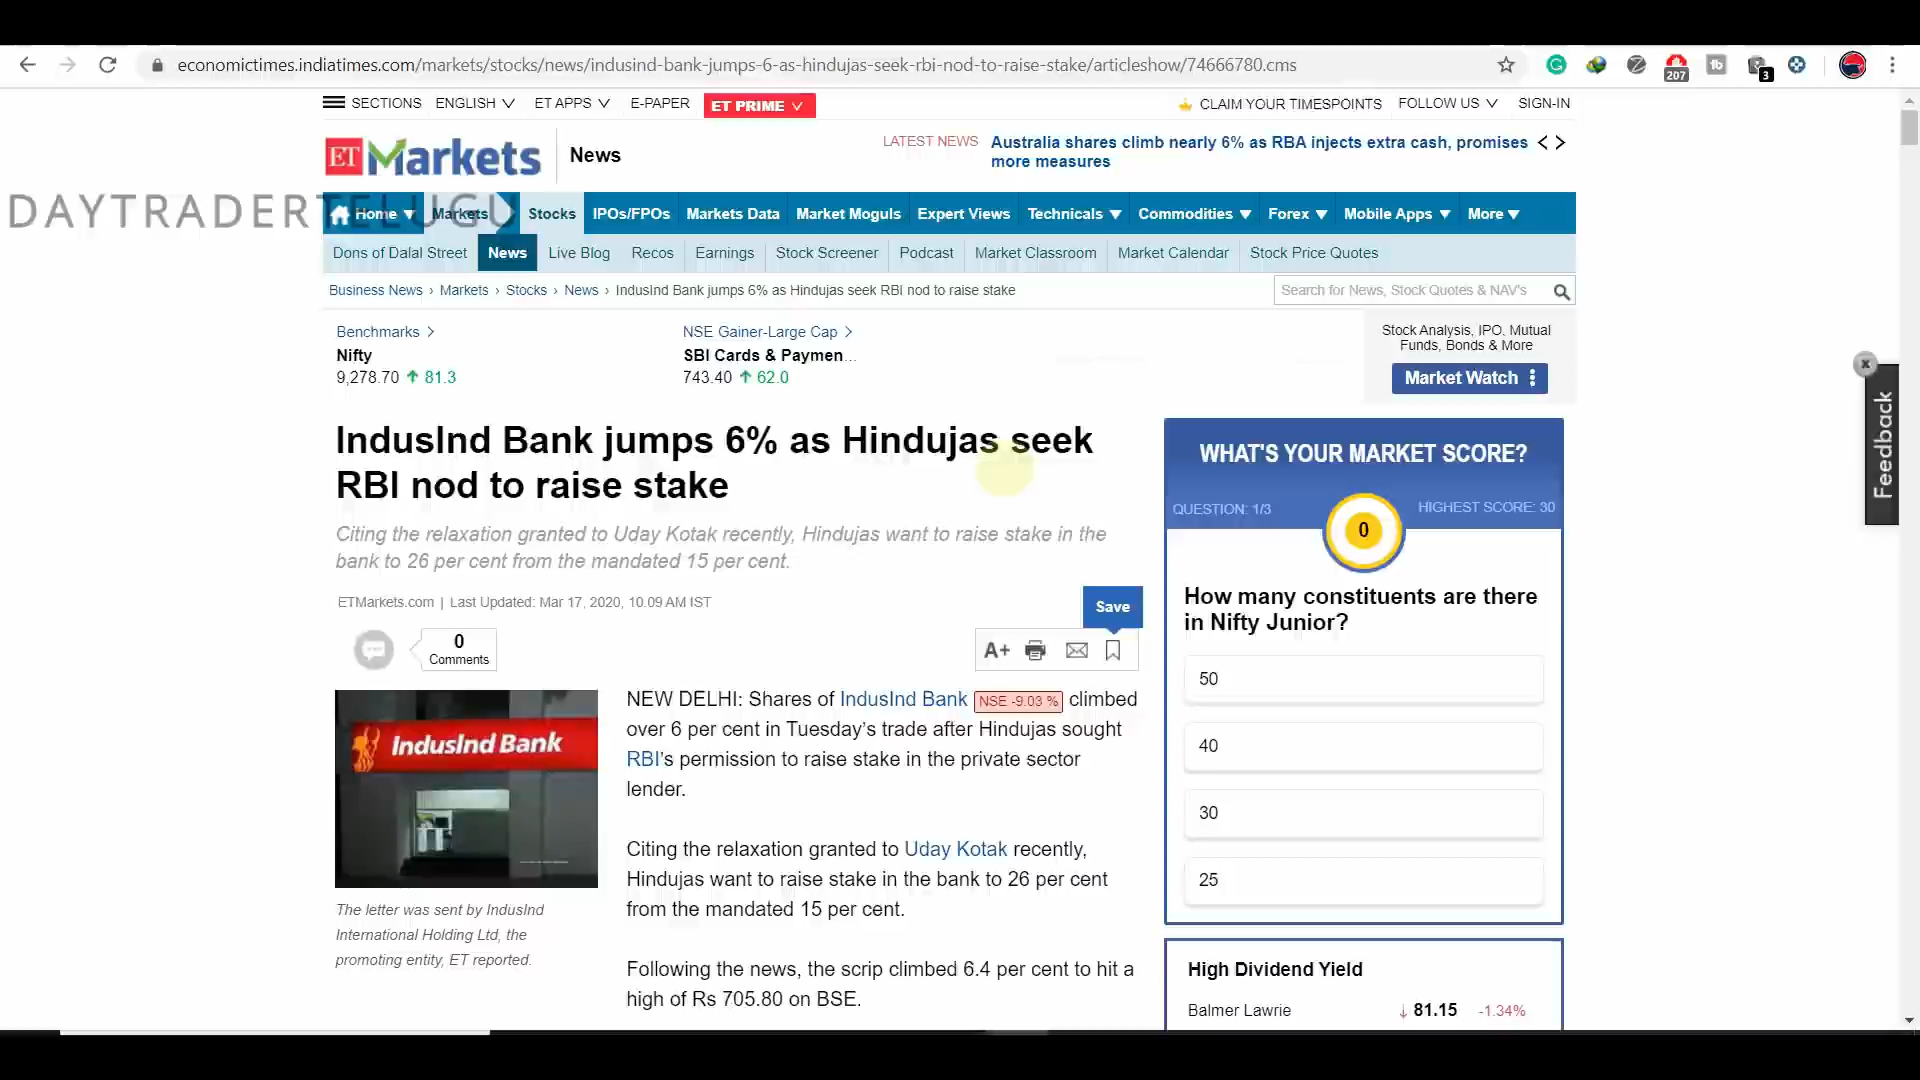 economictimes.indiatimes.com/markets/stocks/news/indusind-bank-jumps-6-as-hindujas-seek-rbi-nod-to-raise-stake/articleshow/74666780.cms
207
3
SECTIONS ENGLISH ET APPS E-PAPER ET PRIME CLAIM YOUR TIMESPOINTS FOLLOW US SIGN-IN
ET Markets News
LATEST NEWS Australia shares climb nearly 6% as RBA injects extra cash, promises
more measures
DAYTRADERTELUGU
Home Markets Stocks IPOs/FPOs Markets Data Market Moguls Expert Views Technicals Commodities Forex Mobile Apps More
Dons of Dalal Street News Live Blog Recos Earnings Stock Screener Podcast Market Classroom Market Calendar Stock Price Quotes
Business News › Markets › Stocks › News › IndusInd Bank jumps 6% as Hindujas seek RBI nod to raise stake
Search for News, Stock Quotes & NAV's
Benchmarks
Nifty
9,278.70 ↑ 81.3
NSE Gainer-Large Cap
SBI Cards & Paymen...
743.40 ↑ 62.0
Stock Analysis, IPO, Mutual
Funds, Bonds & More
Market Watch
Feedback
IndusInd Bank jumps 6% as Hindujas seek
RBI nod to raise stake
Citing the relaxation granted to Uday Kotak recently, Hindujas want to raise stake in the
bank to 26 per cent from the mandated 15 per cent.
ETMarkets.com | Last Updated: Mar 17, 2020, 10.09 AM IST
Save
0
Comments
A+
IndusInd Bank
The letter was sent by IndusInd
International Holding Ltd, the
promoting entity, ET reported.
NEW DELHI: Shares of IndusInd Bank NSE -9.03 % climbed
over 6 per cent in Tuesday's trade after Hindujas sought
RBI's permission to raise stake in the private sector
lender.
Citing the relaxation granted to Uday Kotak recently,
Hindujas want to raise stake in the bank to 26 per cent
from the mandated 15 per cent.
Following the news, the scrip climbed 6.4 per cent to hit a
high of Rs 705.80 on BSE.
WHAT'S YOUR MARKET SCORE?
QUESTION: 1/3
HIGHEST SCORE: 30
0
How many constituents are there
in Nifty Junior?
50
40
30
25
High Dividend Yield
Balmer Lawrie ↓ 81.15 -1.34%